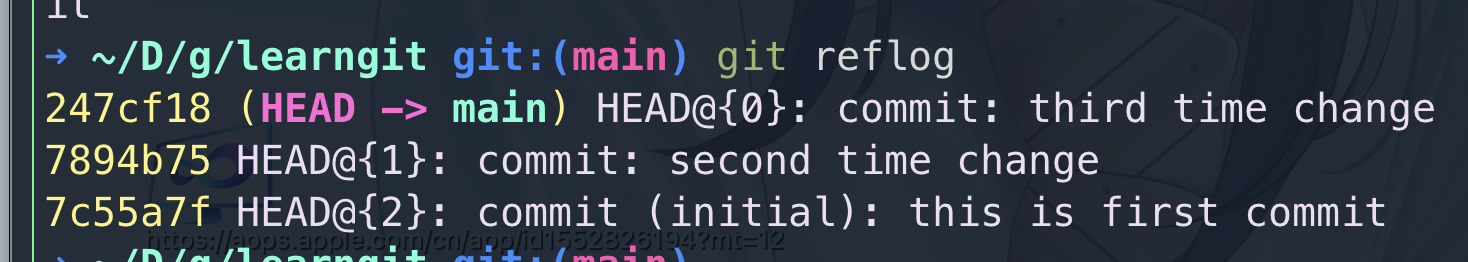 ➜ ~/D/g/learngit git:(main) git reflog
247cf18 (HEAD -> main) HEAD@{0}: commit: third time change
7894b75 HEAD@{1}: commit: second time change
7c55a7f HEAD@{2}: commit (initial): this is first commit
https://apps.apple.com/cn/app/id1552826194?mt=12
➜ ~/D/g/learngit git:(main)